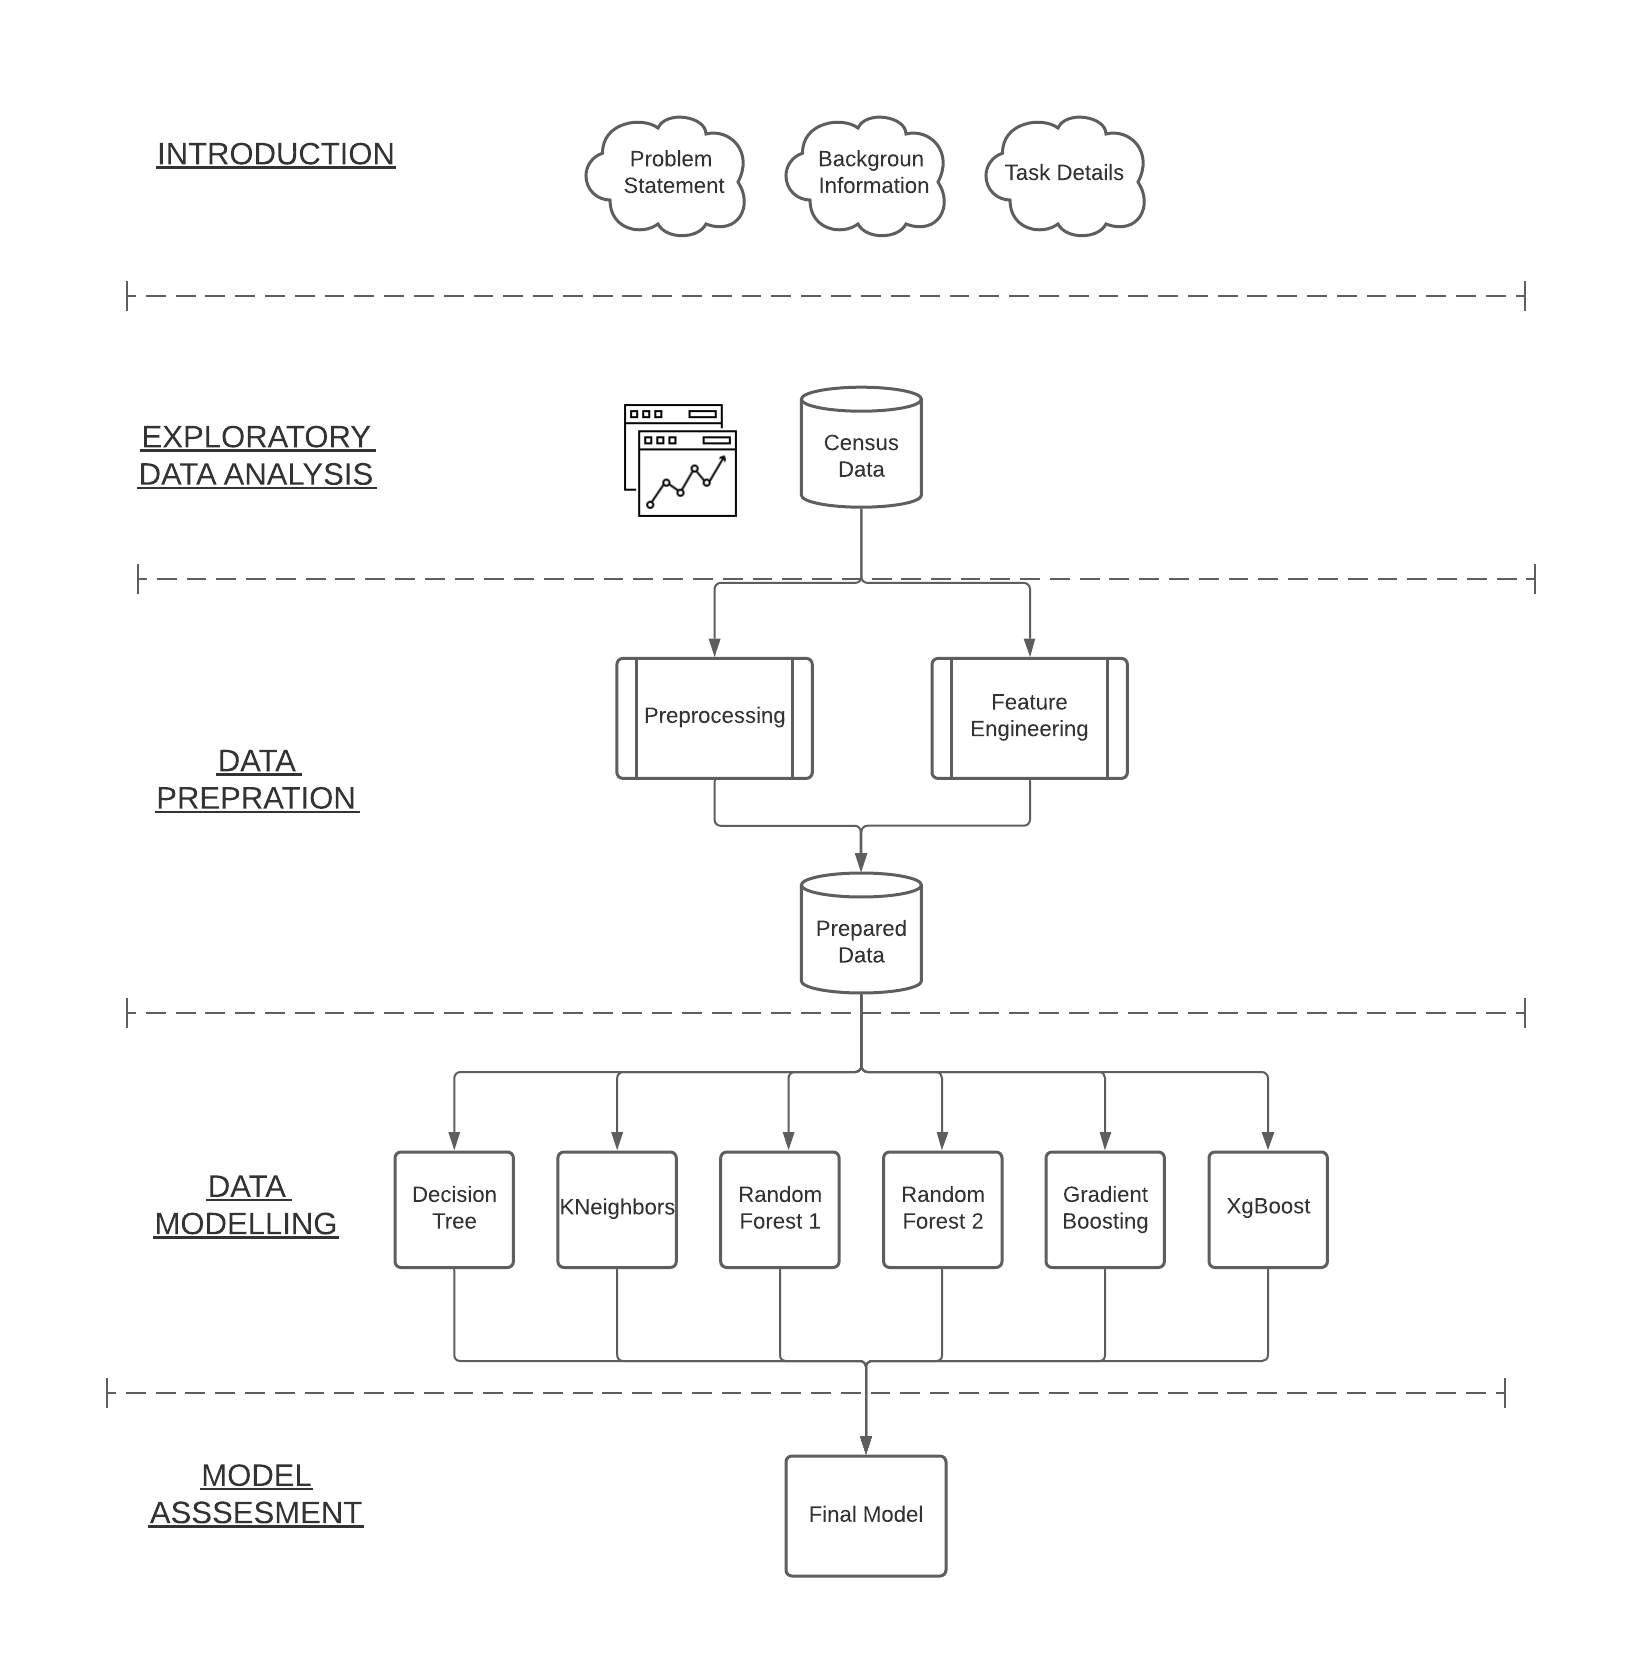 INTRODUCTION
Problem
Statement
Backgroun
Information
Task Details
EXPLORATORY
DATA ANALYSIS
Census
Data
Preprocessing
Feature
Engineering
DATA
PREPRATION
Prepared
Data
DATA
MODELLING
Decision
Tree
KNeighbors
Random
Forest 1
Random
Forest 2
Gradient
Boosting
XgBoost
MODEL
ASSSESMENT
Final Model